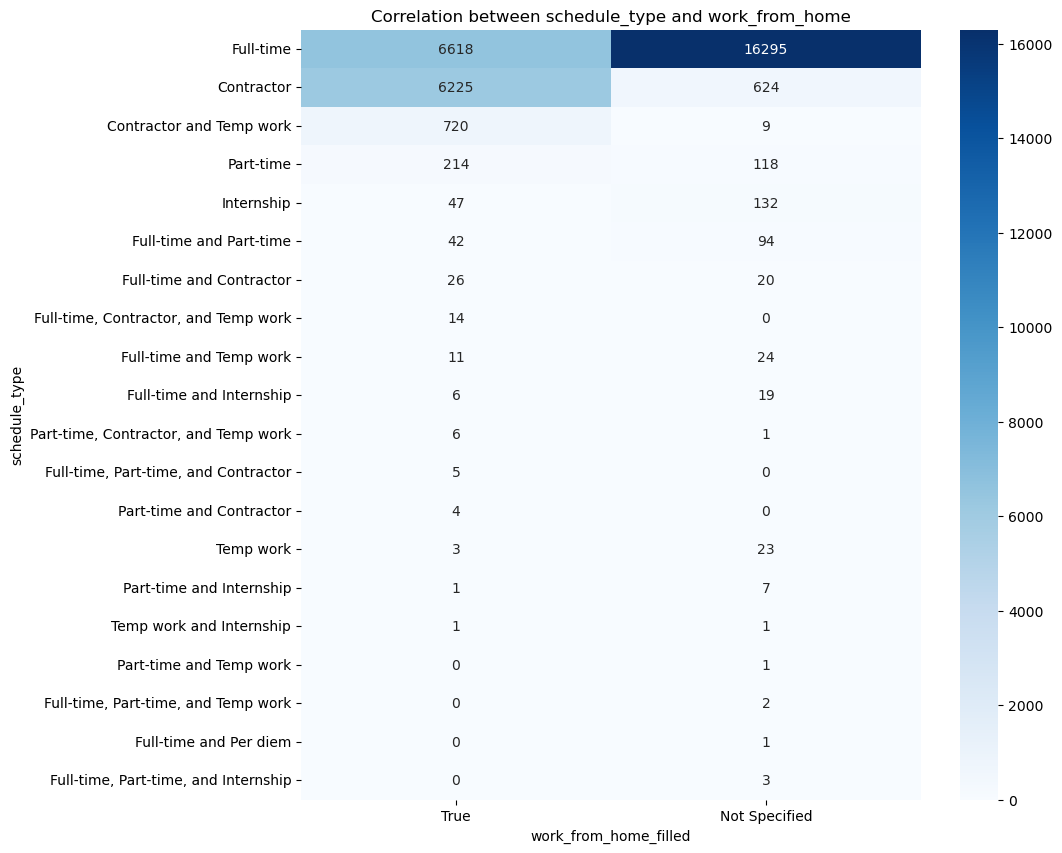 Correlation between schedule_type and work_from_home
Full-time 6618 16295
Contractor 6225 624
Contractor and Temp work 720 9
Part-time 214 118
Internship 47 132
Full-time and Part-time 42 94
Full-time and Contractor 26 20
Full-time, Contractor, and Temp work 14 0
Full-time and Temp work 11 24
Full-time and Internship 6 19
Part-time, Contractor, and Temp work 6 1
Full-time, Part-time, and Contractor 5 0
Part-time and Contractor 4 0
Temp work 3 23
Part-time and Internship 1 7
Temp work and Internship 1 1
Part-time and Temp work 0 1
Full-time, Part-time, and Temp work 0 2
Full-time and Per diem 0 1
Full-time, Part-time, and Internship 0 3
schedule_type
True Not Specified
work_from_home_filled
16000
14000
12000
10000
8000
6000
4000
2000
0